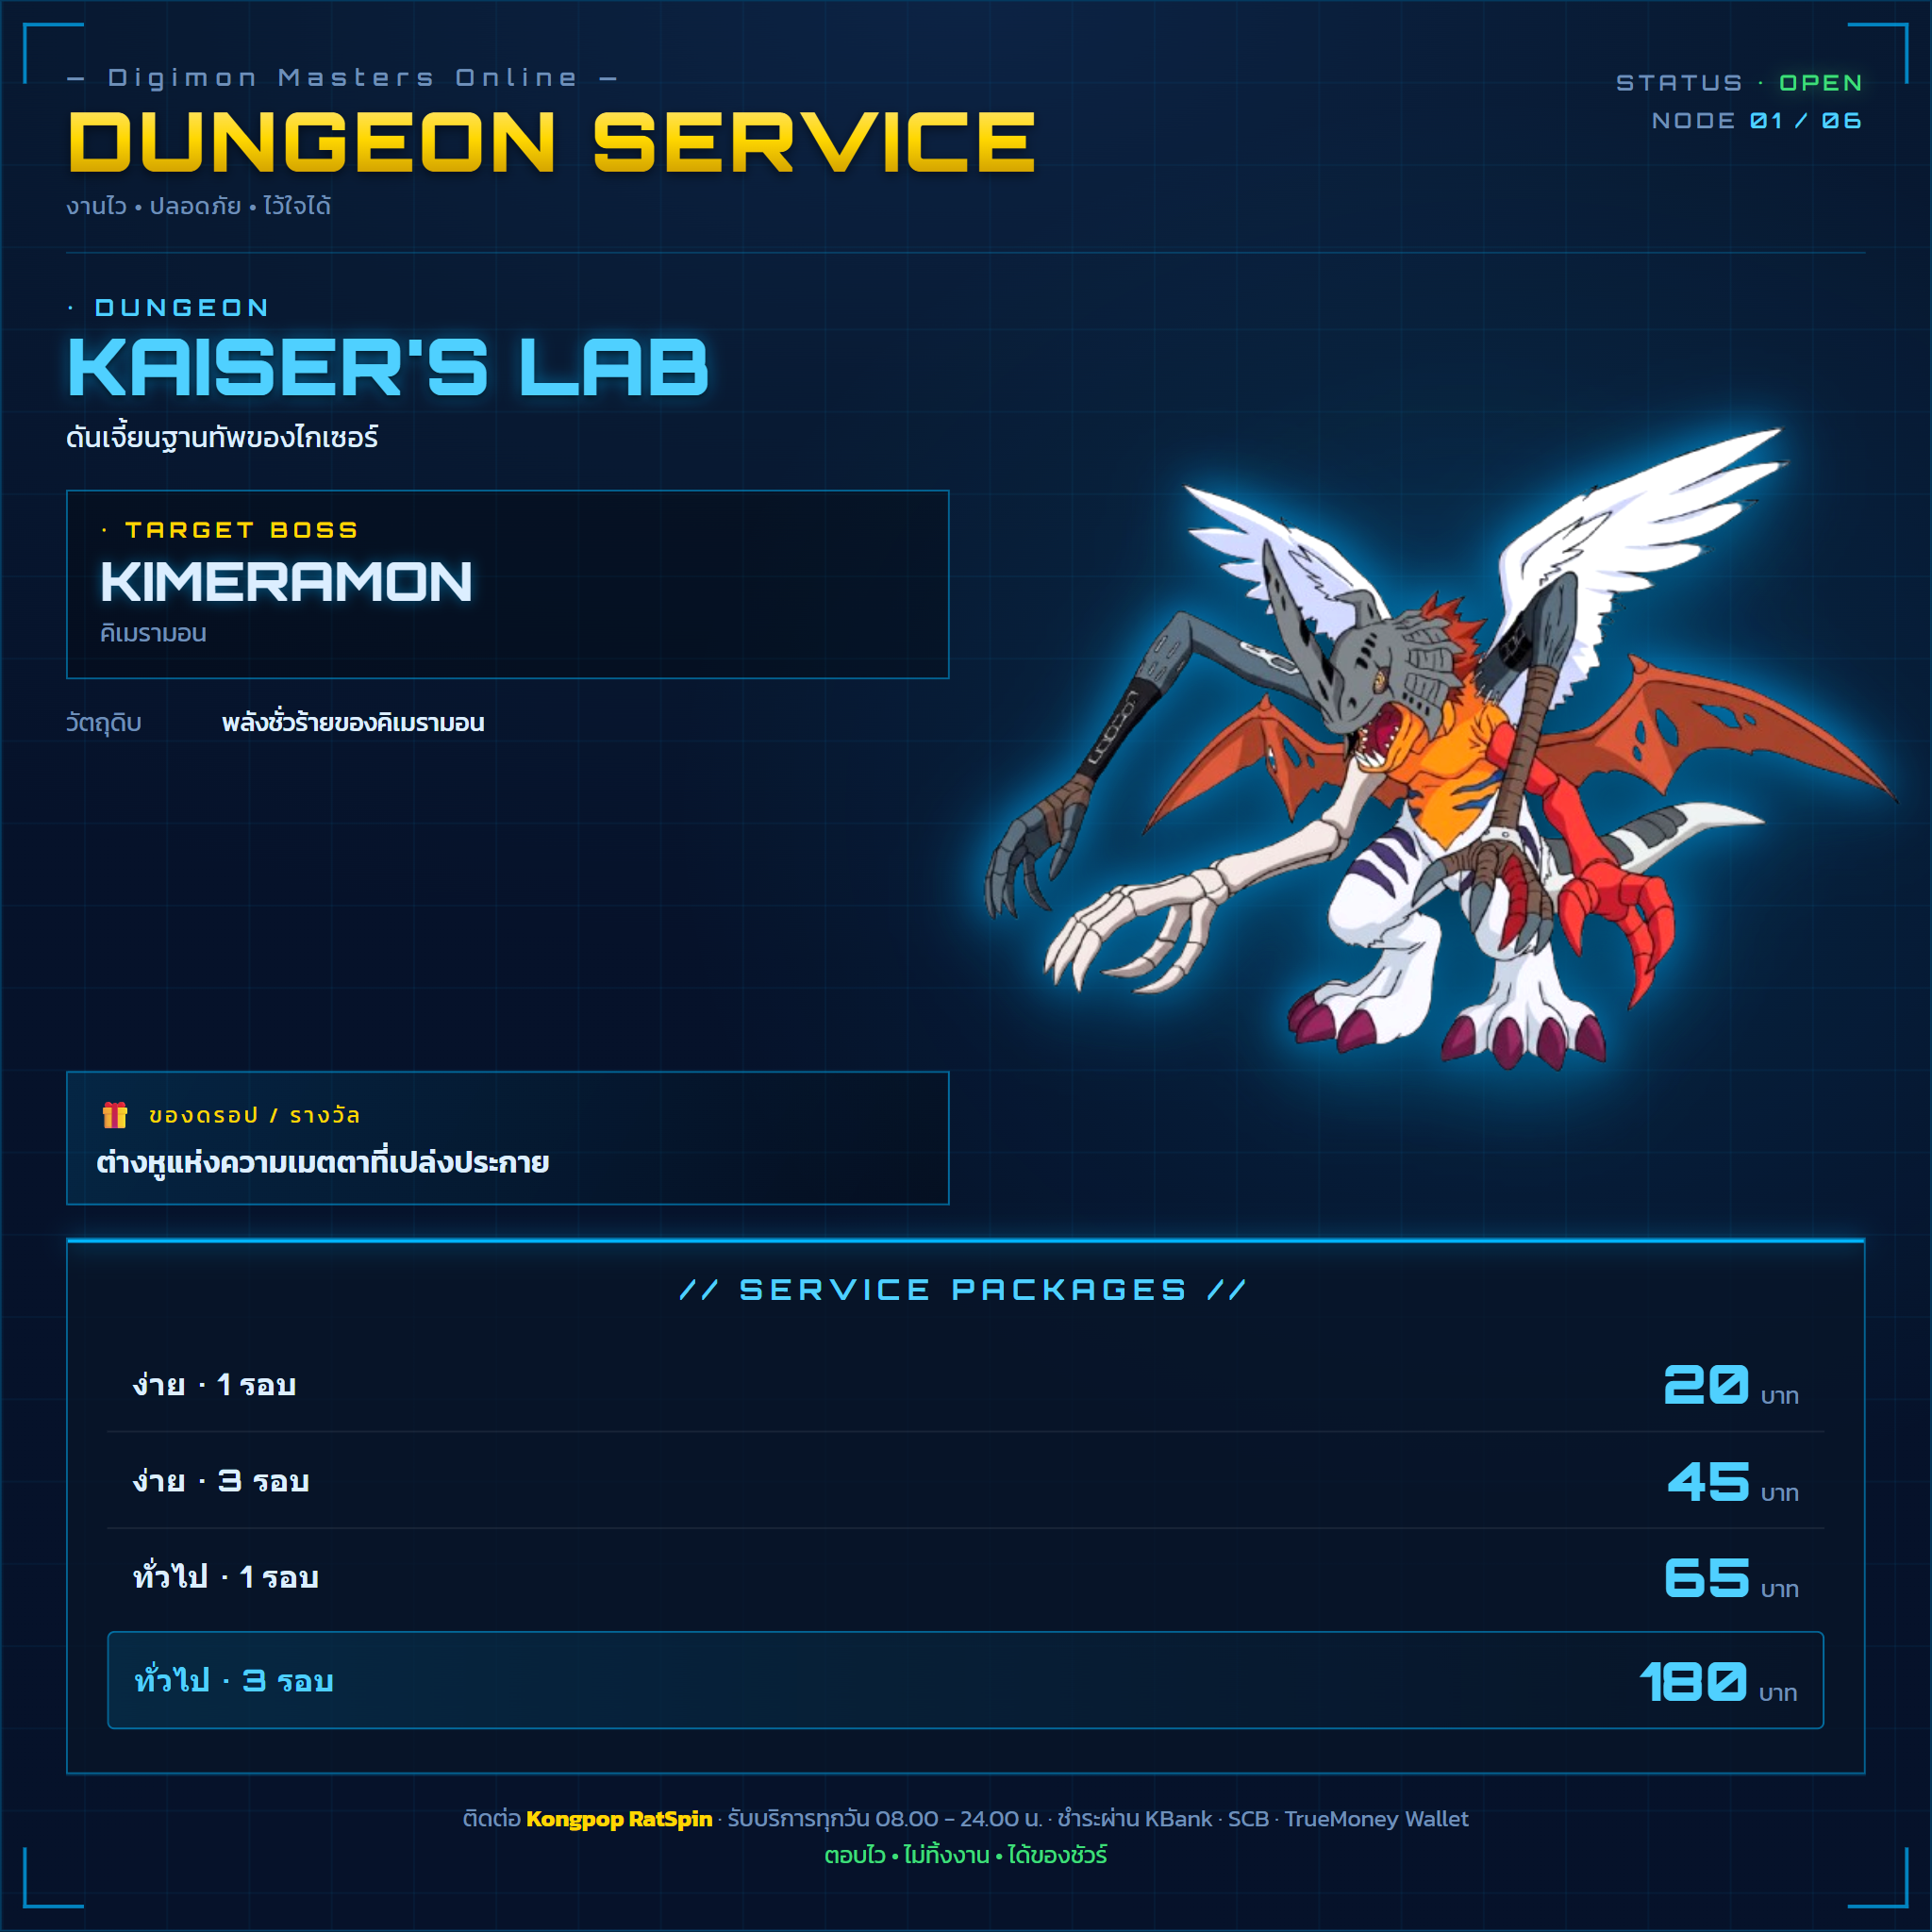 – Digimon Masters Online –
DUNGEON SERVICE
งานไว • ปลอดภัย • ไว้ใจได้
STATUS · OPEN
NODE 01 / 06
· DUNGEON
KAISER'S LAB
ดันเจี้ยนฐานทัพของไกเซอร์
· TARGET BOSS
KIMERAMON
คิเมรามอน
วัตถุดิบ พลังชั่วร้ายของคิเมรามอน
🎁 ของดรอป / รางวัล
ต่างหูแห่งความเมตตาที่เปล่งประกาย
// SERVICE PACKAGES //
ง่าย · 1 รอบ 20 บาท
ง่าย · 3 รอบ 45 บาท
ทั่วไป · 1 รอบ 65 บาท
ทั่วไป · 3 รอบ 180 บาท
ติดต่อ Kongpop RatSpin · รับบริการทุกวัน 08.00 – 24.00 น. · ชำระผ่าน KBank · SCB · TrueMoney Wallet
ตอบไว • ไม่ทิ้งงาน • ได้ของชัวร์